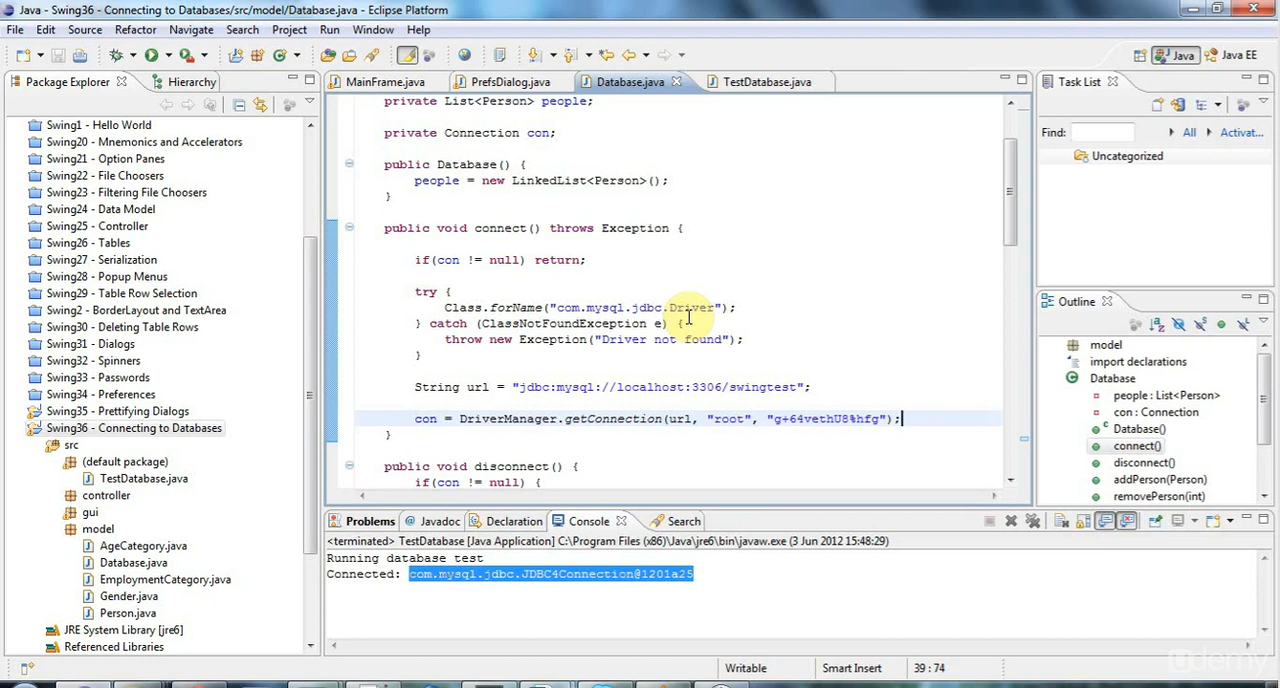 Java - Swing36 - Connecting to Databases/src/model/Database.java - Eclipse Platform
File Edit Source Refactor Navigate Search Project Run Window Help
Java Java EE
Package Explorer Hierarchy
MainFrame.java PrefsDialog.java Database.java TestDatabase.java
Task List
Find: All Activat...
Uncategorized
Swing1 - Hello World
Swing20 - Mnemonics and Accelerators
Swing21 - Option Panes
Swing22 - File Choosers
Swing23 - Filtering File Choosers
Swing24 - Data Model
Swing25 - Controller
Swing26 - Tables
Swing27 - Serialization
Swing28 - Popup Menus
Swing29 - Table Row Selection
Swing2 - BorderLayout and TextArea
Swing30 - Deleting Table Rows
Swing31 - Dialogs
Swing32 - Spinners
Swing33 - Passwords
Swing34 - Preferences
Swing35 - Prettifying Dialogs
Swing36 - Connecting to Databases
src
(default package)
TestDatabase.java
controller
gui
model
AgeCategory.java
Database.java
EmploymentCategory.java
Gender.java
Person.java
JRE System Library [jre6]
Referenced Libraries
private List<Person> people;
private Connection con;
public Database() {
people = new LinkedList<Person>();
}
public void connect() throws Exception {
if(con != null) return;
try {
Class.forName("com.mysql.jdbc.Driver");
} catch (ClassNotFoundException e) {
throw new Exception("Driver not found");
}
String url = "jdbc:mysql://localhost:3306/swingtest";
con = DriverManager.getConnection(url, "root", "g+64vethU8%hfg");
}
public void disconnect() {
if(con != null) {
Outline
model
import declarations
Database
people : List<Person>
con : Connection
Database()
connect()
disconnect()
addPerson(Person)
removePerson(int)
Problems Javadoc Declaration Console Search
<terminated> TestDatabase [Java Application] C:\Program Files (x86)\Java\jre6\bin\javaw.exe (3 Jun 2012 15:48:29)
Running database test
Connected: com.mysql.jdbc.JDBC4Connection@1201a25
Writable Smart Insert 39 : 74
udemy